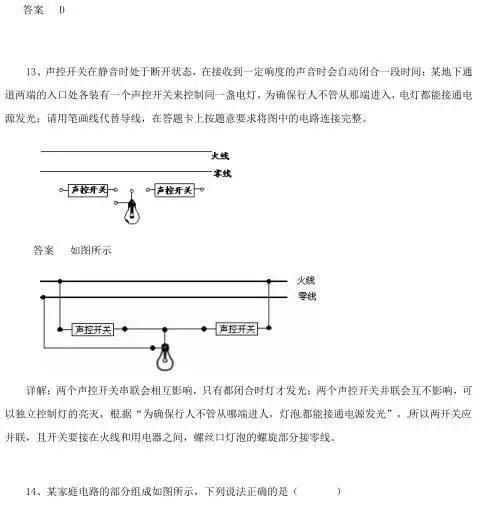 答案 D
13、声控开关在静音时处于断开状态，在接收到一定响度的声音时会自动闭合一段时间；某地下通
道两端的入口处各装有一个声控开关来控制同一盏电灯，为确保行人不管从那端进入，电灯都能接通电
源发光；请用笔画线代替导线，在答题卡上按题意要求将图中的电路连接完整。
火线
零线
声控开关 声控开关
答案 如图所示
火线
零线
声控开关 声控开关
详解：两个声控开关串联会相互影响，只有都闭合时灯才发光；两个声控开关并联会互不影响，可
以独立控制灯的亮灭，根据“为确保行人不管从哪端进人，灯泡都能接通电源发光”，所以两开关应
并联，且开关要接在火线和用电器之间，螺丝口灯泡的螺旋部分接零线。
14、某家庭电路的部分组成如图所示，下列说法正确的是（ ）